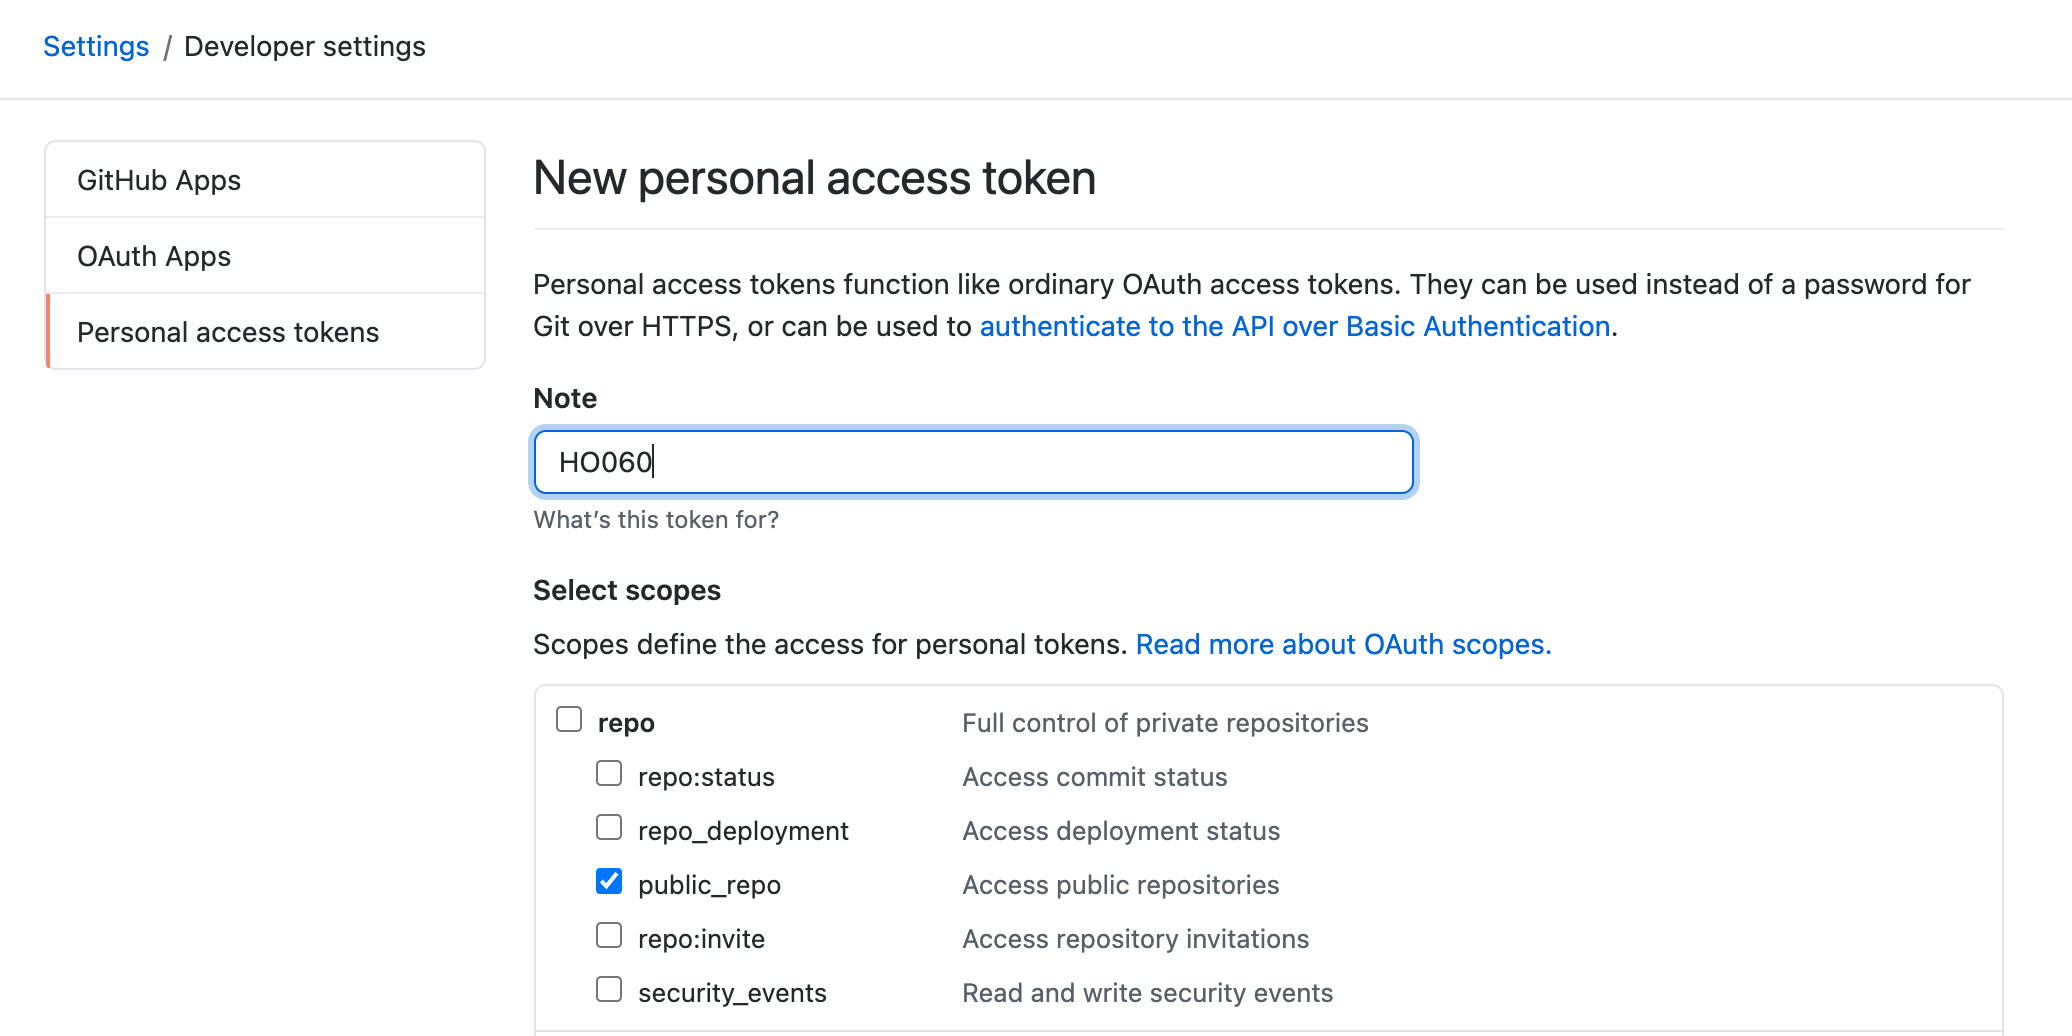 Settings / Developer settings
GitHub Apps
OAuth Apps
Personal access tokens
New personal access token
Personal access tokens function like ordinary OAuth access tokens. They can be used instead of a password for
Git over HTTPS, or can be used to authenticate to the API over Basic Authentication.
Note
HO060
What’s this token for?
Select scopes
Scopes define the access for personal tokens. Read more about OAuth scopes.
repo Full control of private repositories
repo:status Access commit status
repo_deployment Access deployment status
public_repo Access public repositories
repo:invite Access repository invitations
security_events Read and write security events